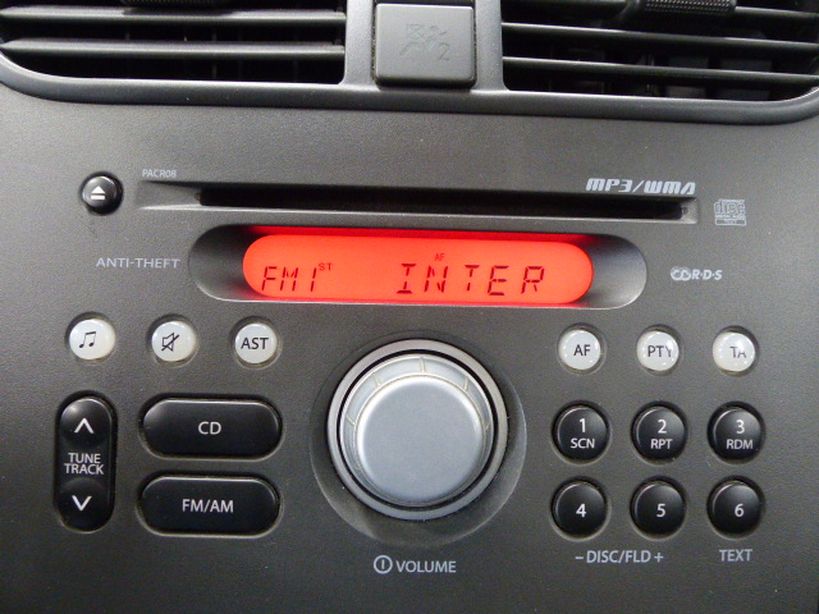 PACR08
MP3/WMA
disc
ANTI-THEFT
FM1 ST AF INTER
R·D·S
AST
AF
PTY
TA
TUNE
TRACK
CD
FM/AM
1
SCN
2
RPT
3
RDM
4
5
6
VOLUME
– DISC/FLD +
TEXT